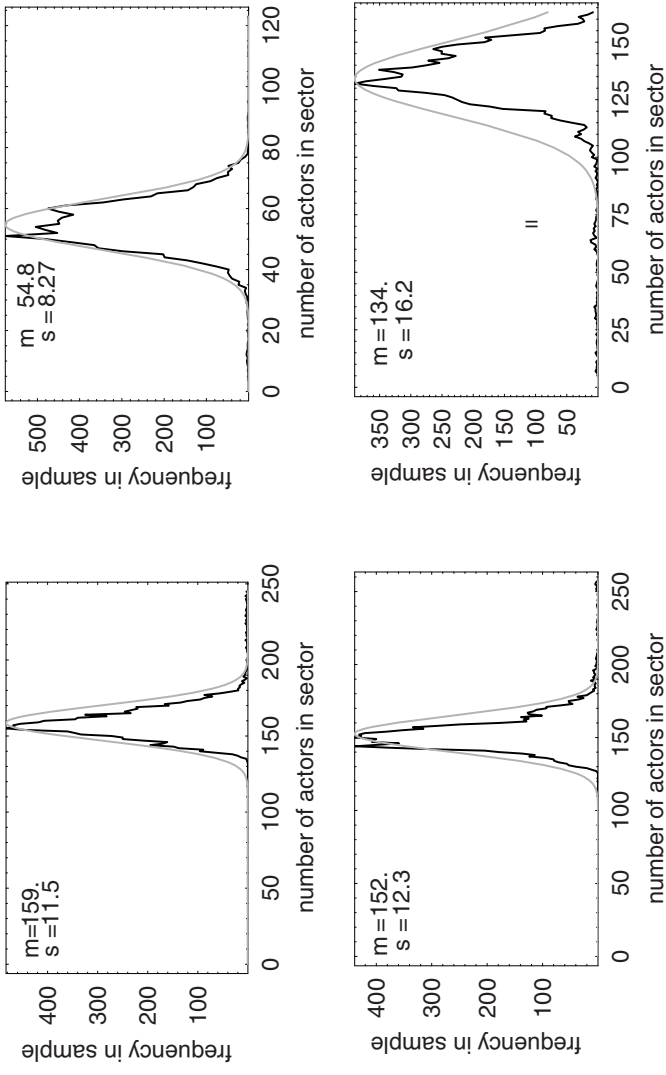 m=159.
s =11.5
400
300
200
100
0 50 100 150 200 250
frequency in sample
number of actors in sector
m 54.8
s = 8.27
500
400
300
200
100
0 20 40 60 80 100 120
frequency in sample
number of actors in sector
m =152.
s =12.3
400
300
200
100
0 50 100 150 200 250
frequency in sample
number of actors in sector
m =134.
s =16.2
=
350
300
250
200
150
100
50
0 25 50 75 100 125 150
frequency in sample
number of actors in sector